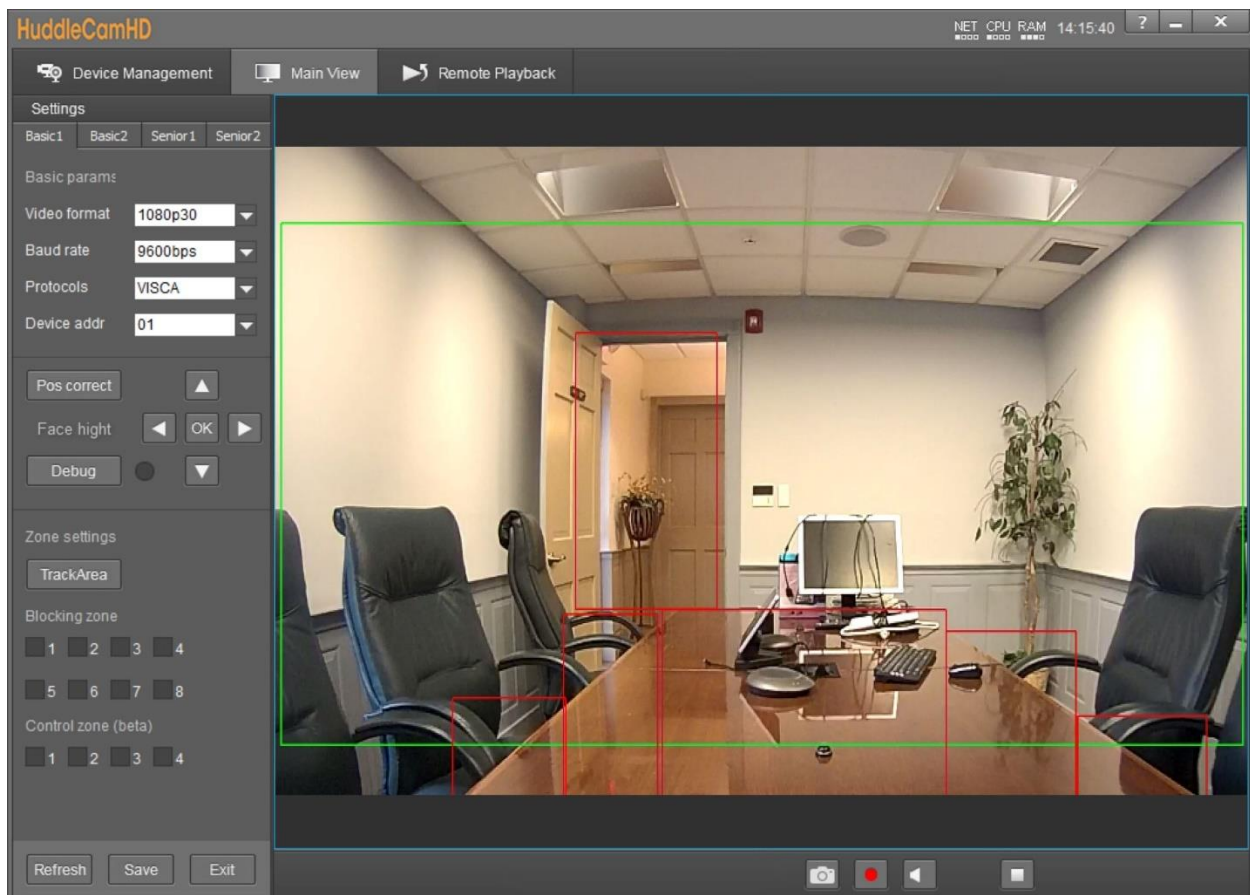 HuddleCamHD
NET CPU RAM 14:15:40 ?
Device Management Main View Remote Playback
Settings
Basic1 Basic2 Senior1 Senior2
Basic params
Video format 1080p30
Baud rate 9600bps
Protocols VISCA
Device addr 01
Pos correct
Face hight OK
Debug
Zone settings
TrackArea
Blocking zone
1 2 3 4
5 6 7 8
Control zone (beta)
1 2 3 4
Refresh Save Exit